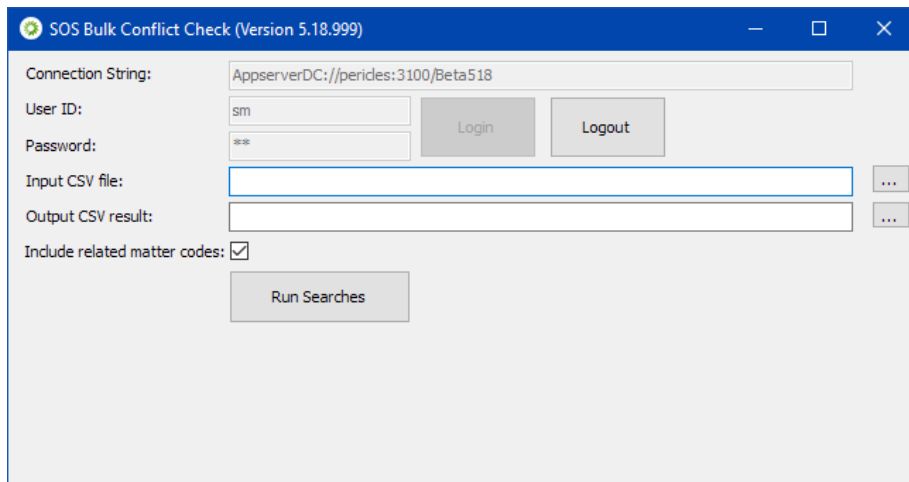 SOS Bulk Conflict Check (Version 5.18.999)
Connection String: AppserverDC://pericles:3100/Beta518
User ID: sm
Login Logout
Password: **
Input CSV file: ...
Output CSV result: ...
Include related matter codes:
Run Searches